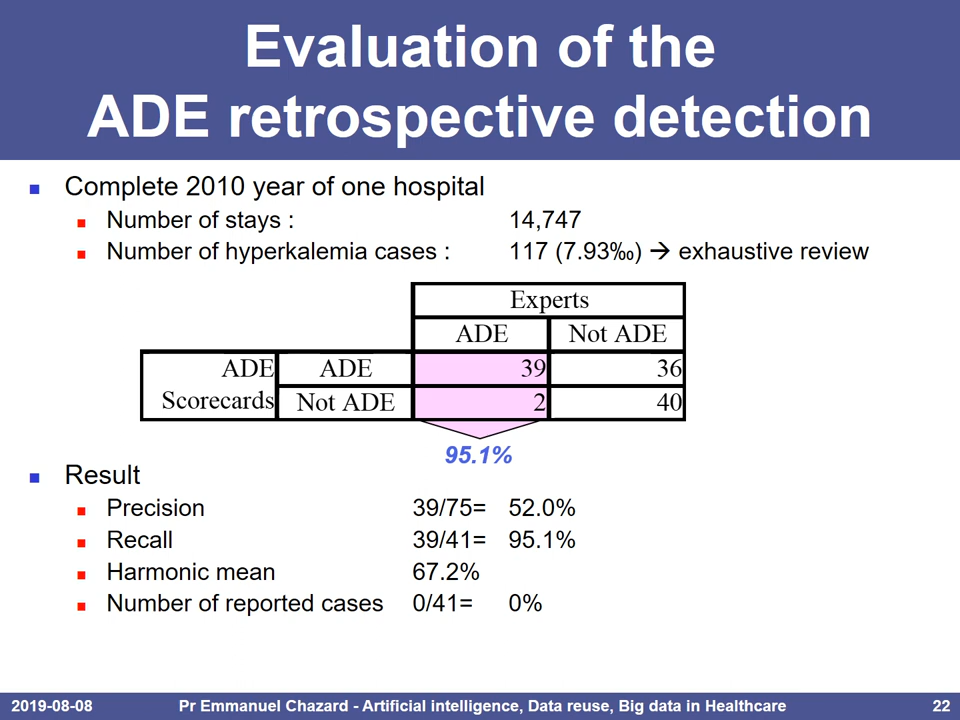 Evaluation of the
ADE retrospective detection
Complete 2010 year of one hospital
Number of stays : 14,747
Number of hyperkalemia cases : 117 (7.93‰) → exhaustive review
Experts
ADE Not ADE
ADE ADE 39 36
Scorecards Not ADE 2 40
95.1%
Result
Precision 39/75= 52.0%
Recall 39/41= 95.1%
Harmonic mean 67.2%
Number of reported cases 0/41= 0%
2019-08-08 Pr Emmanuel Chazard - Artificial intelligence, Data reuse, Big data in Healthcare 22